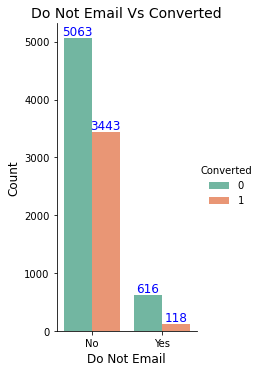 Do Not Email Vs Converted
5063
5000
4000
3443
3000
2000
1000
616
118
0
Count
No
Yes
Do Not Email
Converted
0
1